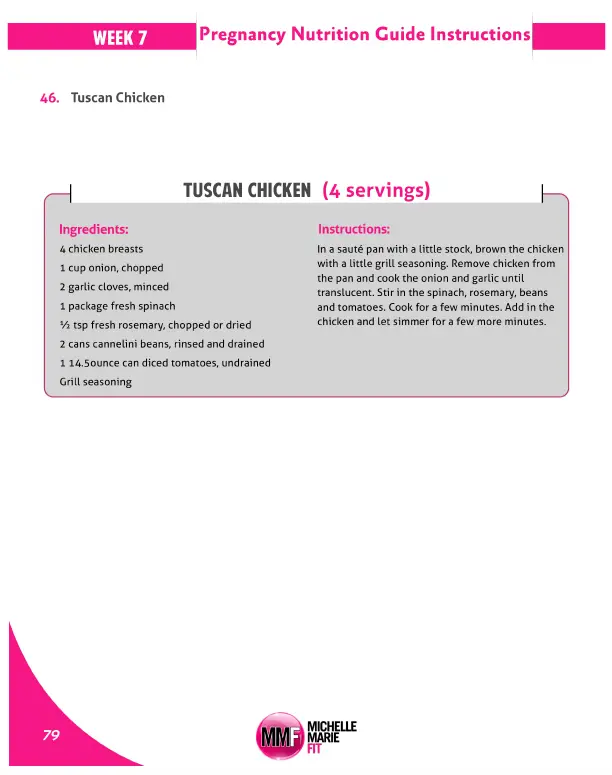 WEEK 7
Pregnancy Nutrition Guide Instructions
46. Tuscan Chicken
TUSCAN CHICKEN (4 servings)
Ingredients:
4 chicken breasts
1 cup onion, chopped
2 garlic cloves, minced
1 package fresh spinach
½ tsp fresh rosemary, chopped or dried
2 cans cannelini beans, rinsed and drained
1 14.5ounce can diced tomatoes, undrained
Grill seasoning
Instructions:
In a sauté pan with a little stock, brown the chicken
with a little grill seasoning. Remove chicken from
the pan and cook the onion and garlic until
translucent. Stir in the spinach, rosemary, beans
and tomatoes. Cook for a few minutes. Add in the
chicken and let simmer for a few more minutes.
79
MMF
MICHELLE
MARIE
FIT